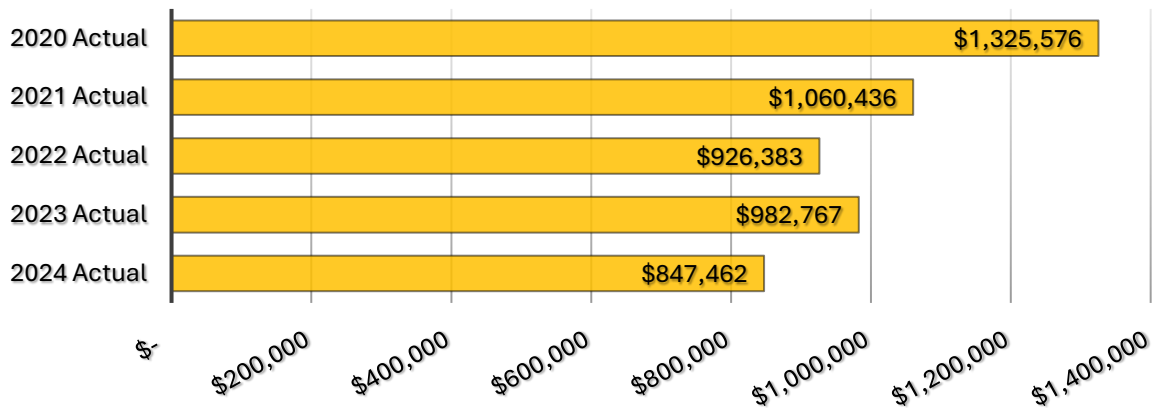 2020 Actual $1,325,576
2021 Actual $1,060,436
2022 Actual $926,383
2023 Actual $982,767
2024 Actual $847,462
$- $200,000 $400,000 $600,000 $800,000 $1,000,000 $1,200,000 $1,400,000